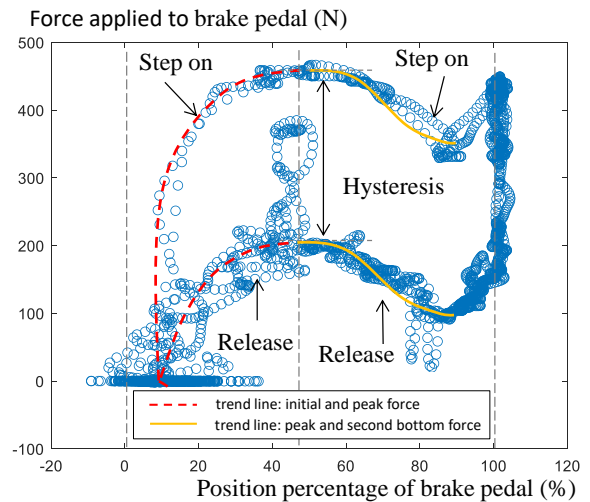 Force applied to brake pedal (N)
500
400
300
200
100
0
-100
Step on
Step on
Hysteresis
Release
Release
trend line: initial and peak force
trend line: peak and second bottom force
-20
0
20
40
60
80
100
120
Position percentage of brake pedal (%)